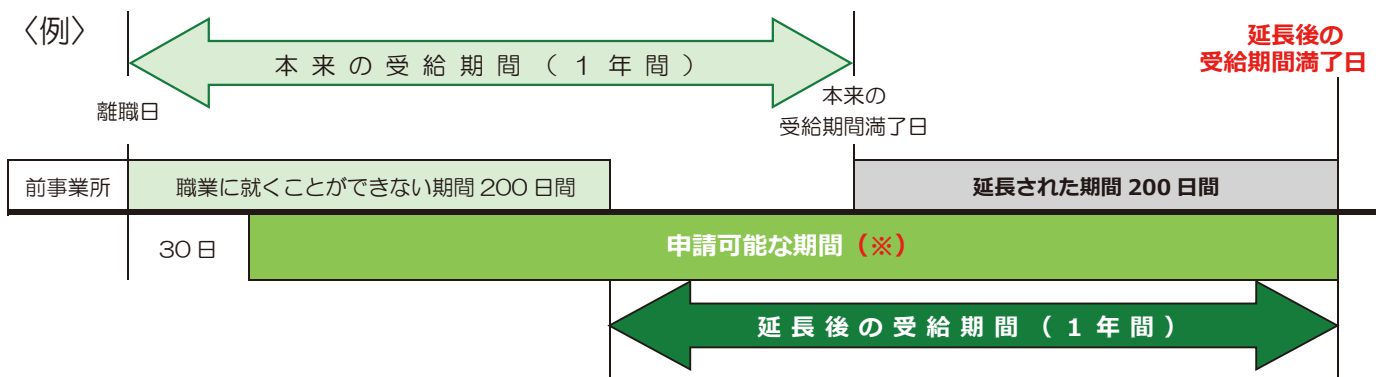 〈例〉
本来の受給期間（１年間）
延長後の
受給期間満了日
離職日
本来の
受給期間満了日
前事業所
職業に就くことができない期間 200 日間
延長された期間 200 日間
30 日
申請可能な期間（※）
延長後の受給期間（１年間）